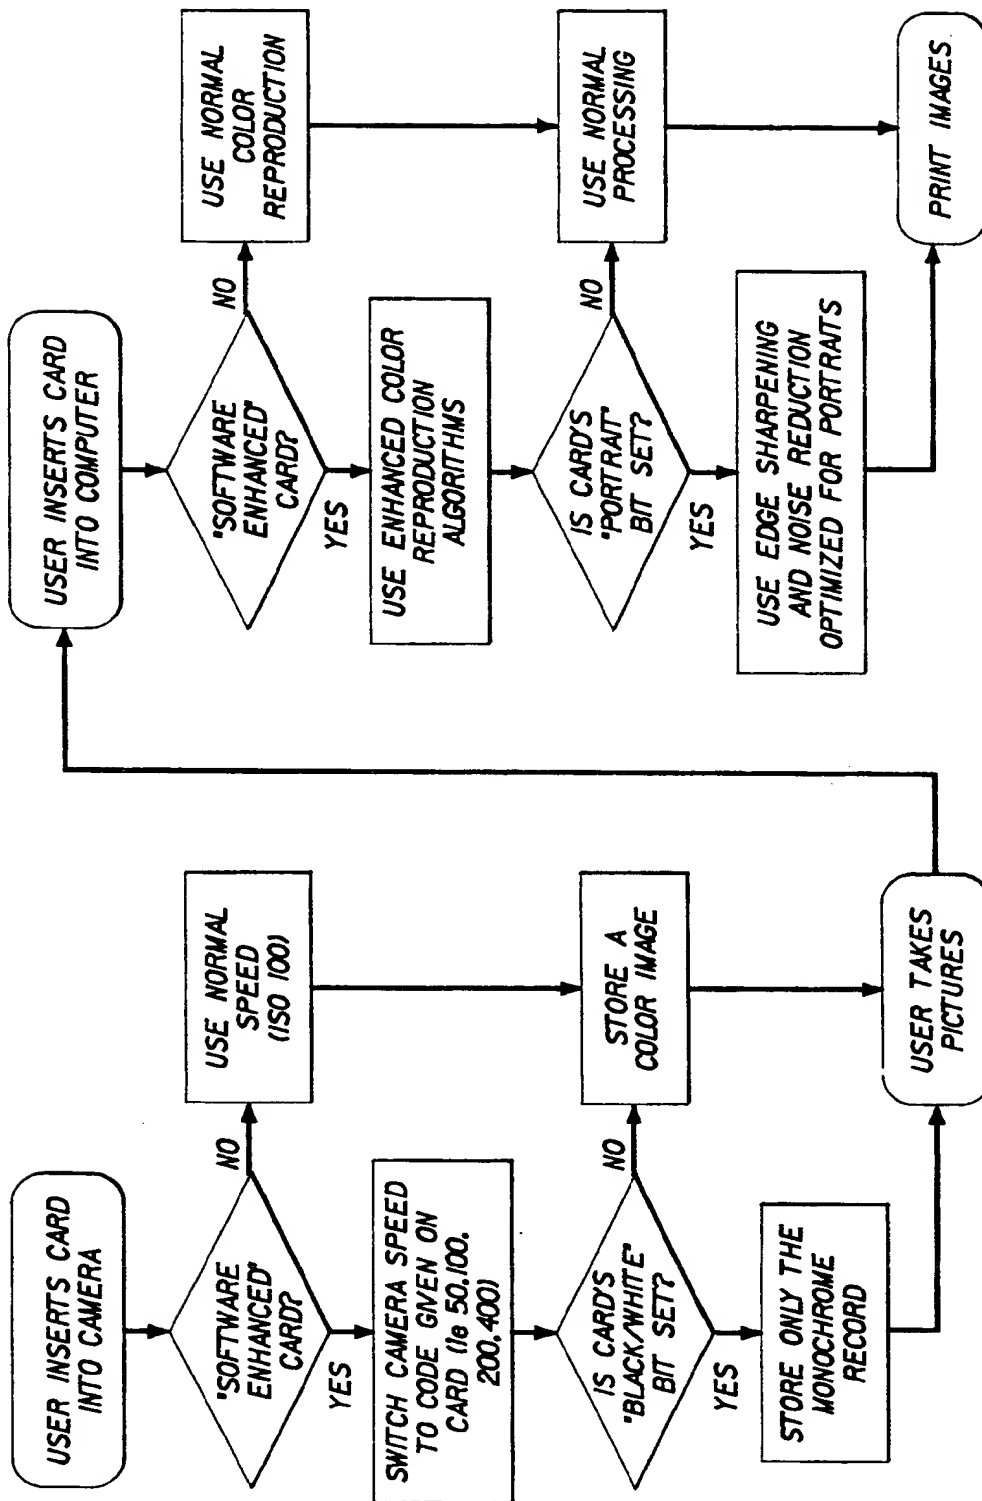 USER INSERTS CARD
INTO CAMERA
"SOFTWARE
ENHANCED"
CARD?
NO
USE NORMAL
SPEED
(ISO 100)
YES
SWITCH CAMERA SPEED
TO CODE GIVEN ON
CARD (Ie 50.100.
200.400)
IS CARD'S
"BLACK/WHITE"
BIT SET?
NO
STORE A
COLOR IMAGE
YES
STORE ONLY THE
MONOCHROME
RECORD
USER TAKES
PICTURES
USER INSERTS CARD
INTO COMPUTER
"SOFTWARE
ENHANCED"
CARD?
NO
USE NORMAL
COLOR
REPRODUCTION
YES
USE ENHANCED COLOR
REPRODUCTION
ALGORITHMS
IS CARD'S
"PORTRAIT"
BIT SET?
NO
USE NORMAL
PROCESSING
YES
USE EDGE SHARPENING
AND NOISE REDUCTION
OPTIMIZED FOR PORTRAITS
PRINT IMAGES